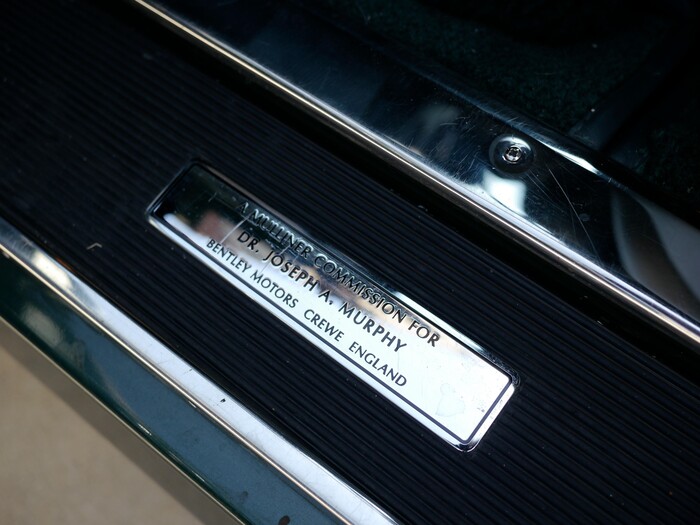 A MULLINER COMMISSION FOR
DR. JOSEPH A. MURPHY
BENTLEY MOTORS CREWE ENGLAND